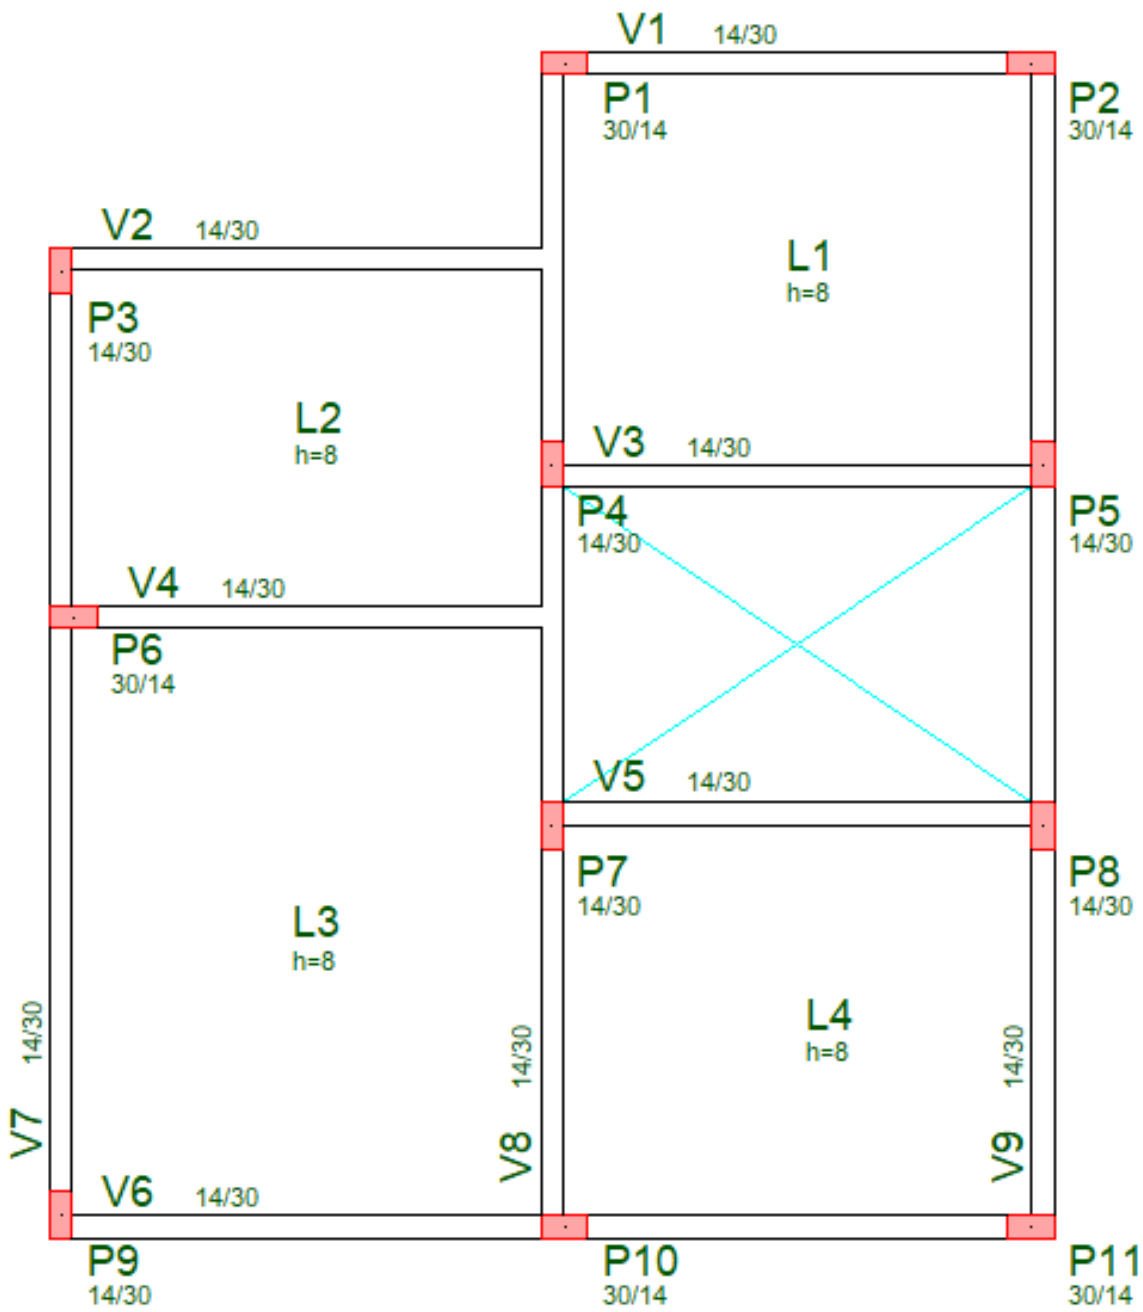 V1 14/30
P1
30/14
P2
30/14
V2 14/30
L1
h=8
P3
14/30
L2
h=8
V3 14/30
P4
14/30
P5
14/30
V4 14/30
P6
30/14
V5 14/30
P7
14/30
P8
14/30
L3
h=8
L4
h=8
V7 14/30
V8 14/30
V9 14/30
V6 14/30
P9
14/30
P10
30/14
P11
30/14